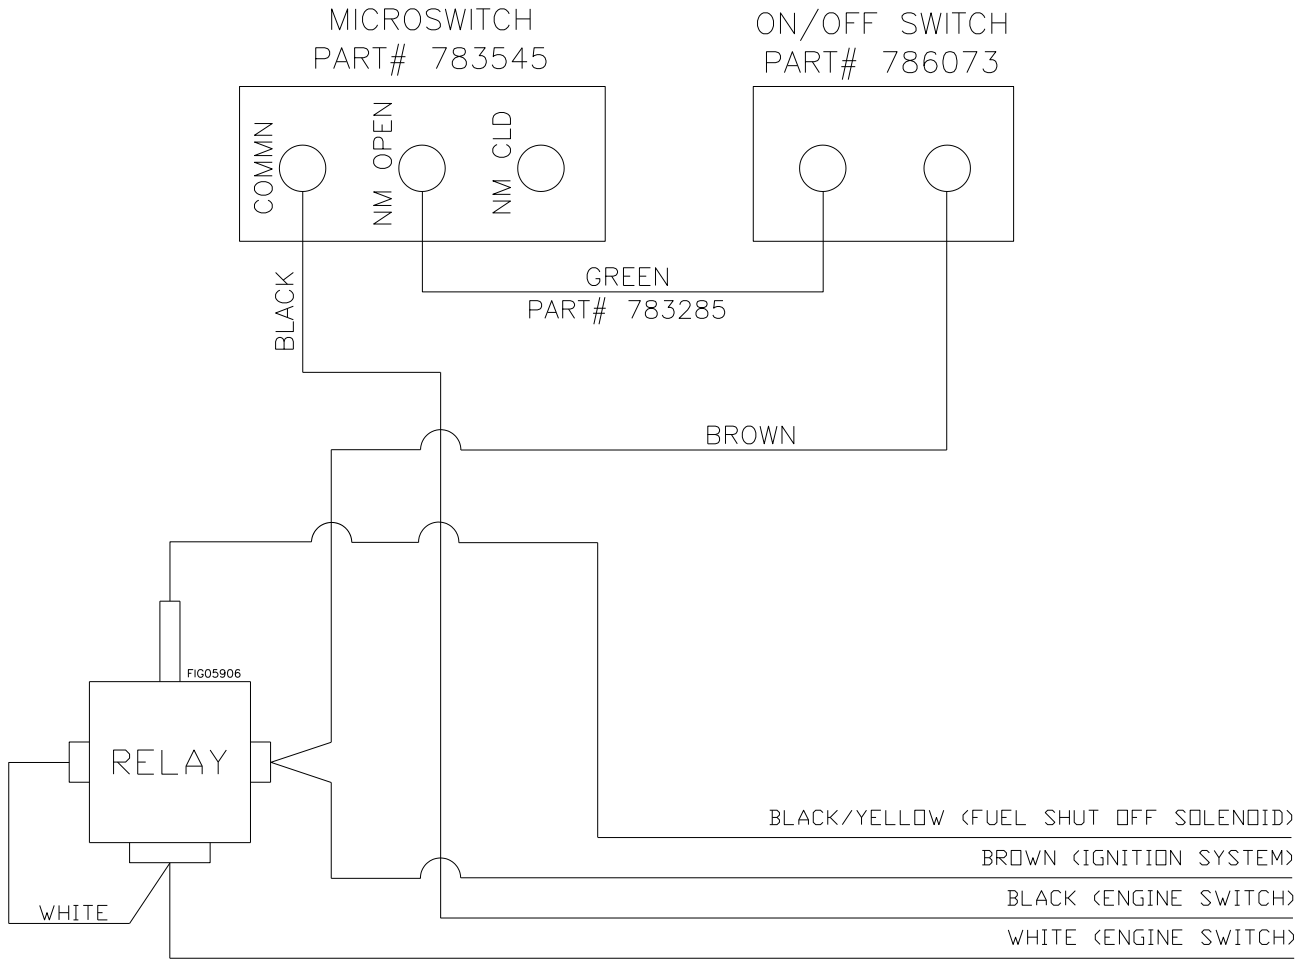 MICROSWITCH
PART# 783545
ON/OFF SWITCH
PART# 786073
COMMN
NM OPEN
NM CLD
BLACK
GREEN
PART# 783285
BROWN
FIG05906
RELAY
WHITE
BLACK/YELLOW (FUEL SHUT OFF SOLENOID)
BROWN (IGNITION SYSTEM)
BLACK (ENGINE SWITCH)
WHITE (ENGINE SWITCH)